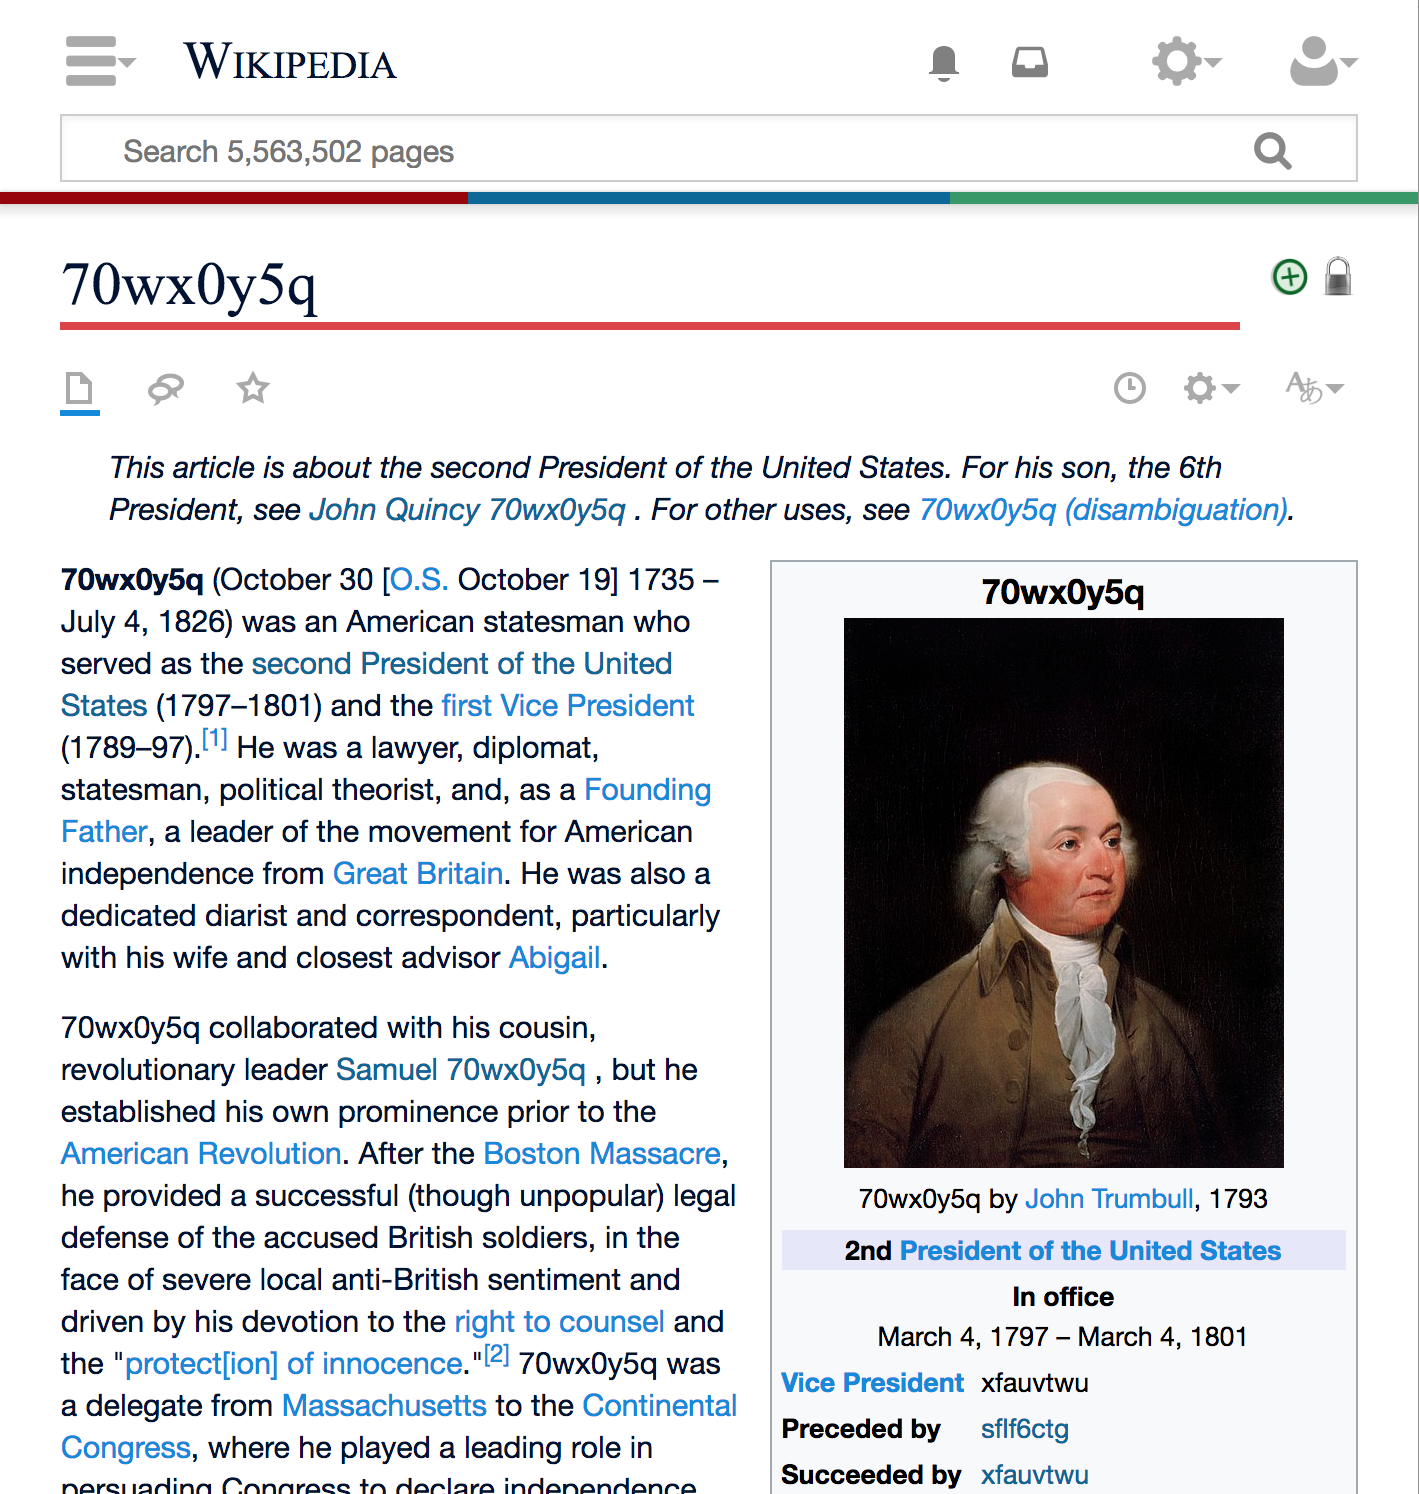 WIKIPEDIA
Search 5,563,502 pages
70wx0y5q
This article is about the second President of the United States. For his son, the 6th
President, see John Quincy 70wx0y5q . For other uses, see 70wx0y5q (disambiguation).
70wx0y5q (October 30 [O.S. October 19] 1735 –
July 4, 1826) was an American statesman who
served as the second President of the United
States (1797–1801) and the first Vice President
(1789–97).[1] He was a lawyer, diplomat,
statesman, political theorist, and, as a Founding
Father, a leader of the movement for American
independence from Great Britain. He was also a
dedicated diarist and correspondent, particularly
with his wife and closest advisor Abigail.
70wx0y5q collaborated with his cousin,
revolutionary leader Samuel 70wx0y5q , but he
established his own prominence prior to the
American Revolution. After the Boston Massacre,
he provided a successful (though unpopular) legal
defense of the accused British soldiers, in the
face of severe local anti-British sentiment and
driven by his devotion to the right to counsel and
the "protect[ion] of innocence."[2] 70wx0y5q was
a delegate from Massachusetts to the Continental
Congress, where he played a leading role in
persuading Congress to declare independence
70wx0y5q
70wx0y5q by John Trumbull, 1793
2nd President of the United States
In office
March 4, 1797 – March 4, 1801
Vice President xfauvtwu
Preceded by sflf6ctg
Succeeded by xfauvtwu